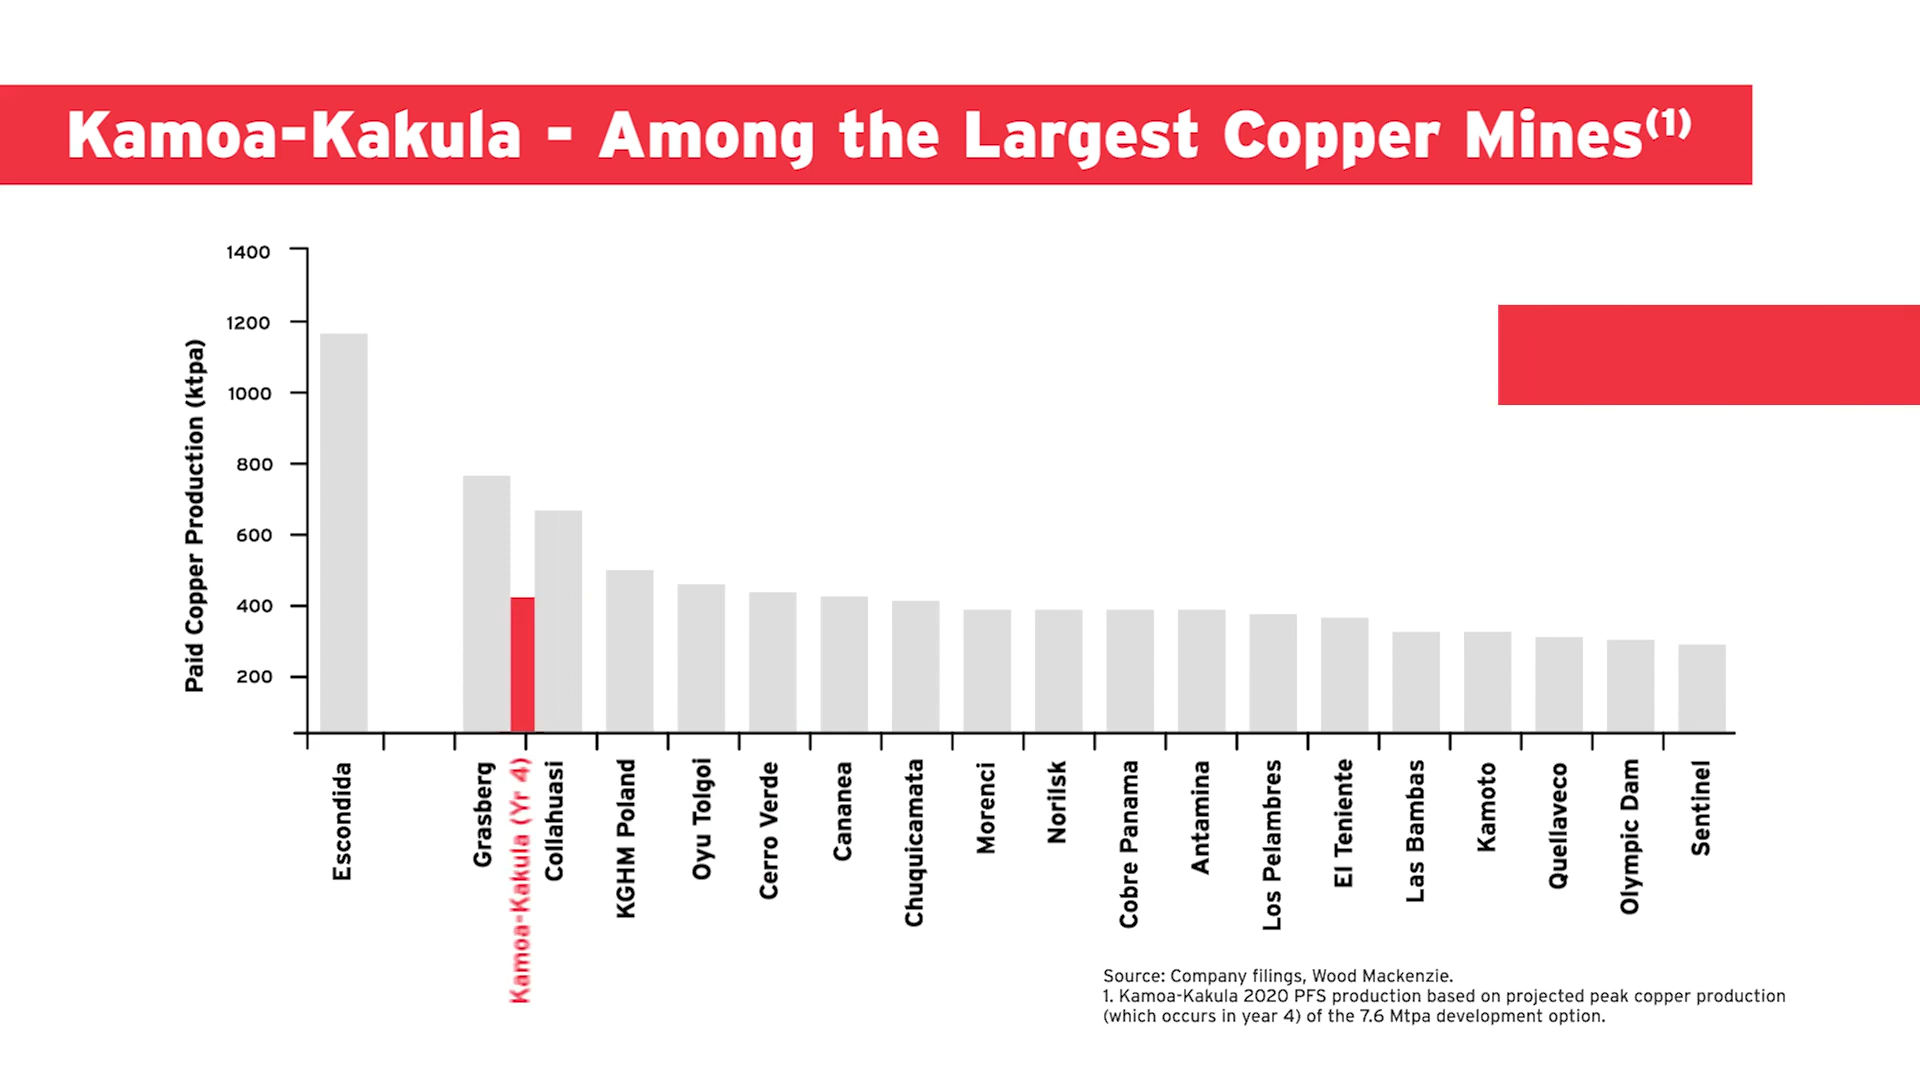 Kamoa-Kakula - Among the Largest Copper Mines(1)
Paid Copper Production (ktpa)
1400
1200
1000
800
600
400
200
Escondida
Grasberg
Kamoa-Kakula (Yr 4)
Collahuasi
KGHM Poland
Oyu Tolgoi
Cerro Verde
Cananea
Chuquicamata
Morenci
Norilsk
Cobre Panama
Antamina
Los Pelambres
El Teniente
Las Bambas
Kamoto
Quellaveco
Olympic Dam
Sentinel
Source: Company filings, Wood Mackenzie.
1. Kamoa-Kakula 2020 PFS production based on projected peak copper production
(which occurs in year 4) of the 7.6 Mtpa development option.